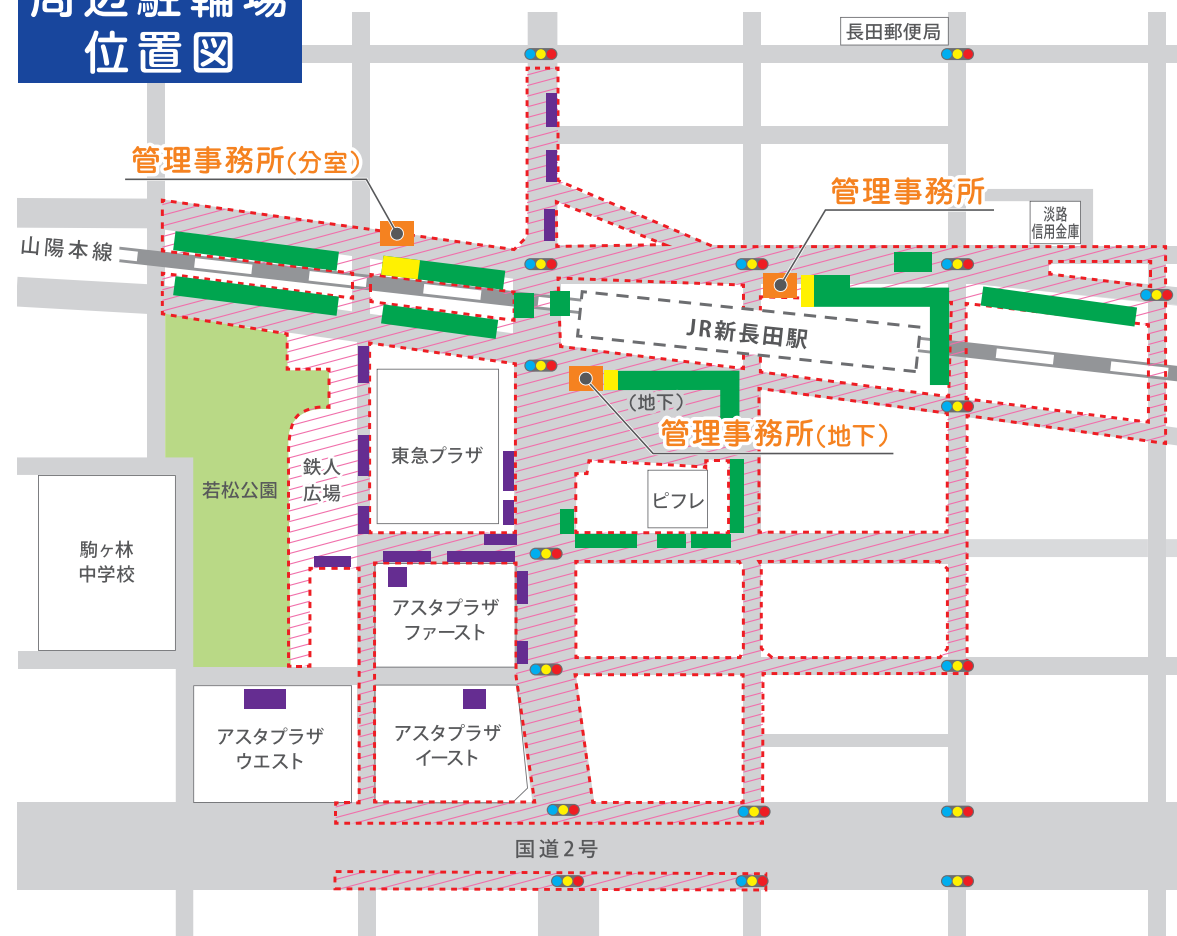 周辺駐輪場
位置図
長田郵便局
管理事務所(分室)
管理事務所
淡路
信用金庫
山陽本線
JR新長田駅
(地下)
管理事務所(地下)
東急プラザ
鉄人
広場
若松公園
ピフレ
駒ヶ林
中学校
アスタプラザ
ファースト
アスタプラザ
ウエスト
アスタプラザ
イースト
国道2号